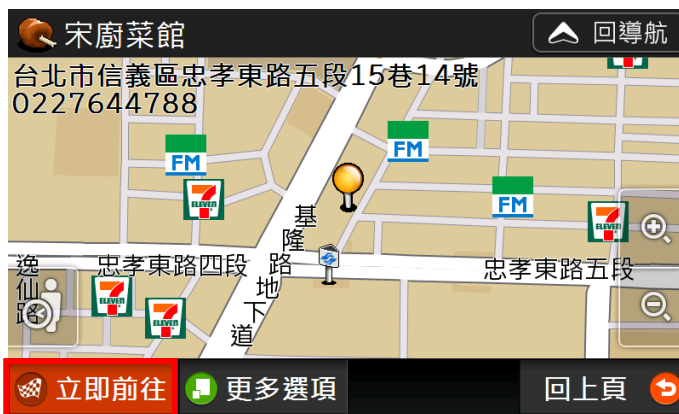 宋廚菜館
回導航
台北市信義區忠孝東路五段15巷14號
0227644788
FM
FM
7 ELEVEn
FM
7 ELEVEn
基隆路地下道
忠孝東路四段
忠孝東路五段
逸仙路
7 ELEVEn
7 ELEVEn
立即前往
更多選項
回上頁